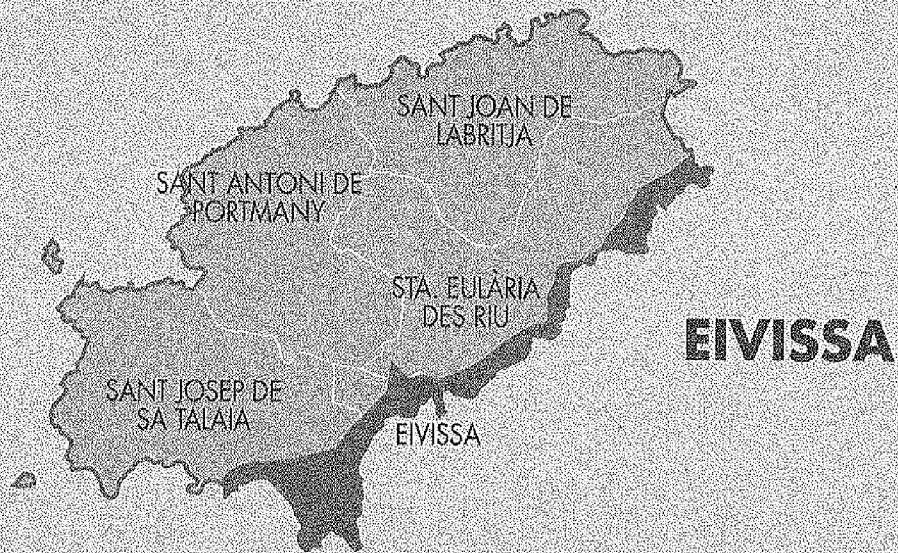 SANT JOAN DE
LABRITJA
SANT ANTONI DE
PORTMANY
STA. EULÀRIA
DES RIU
EIVISSA
SANT JOSEP DE
SA TALAIA
EIVISSA